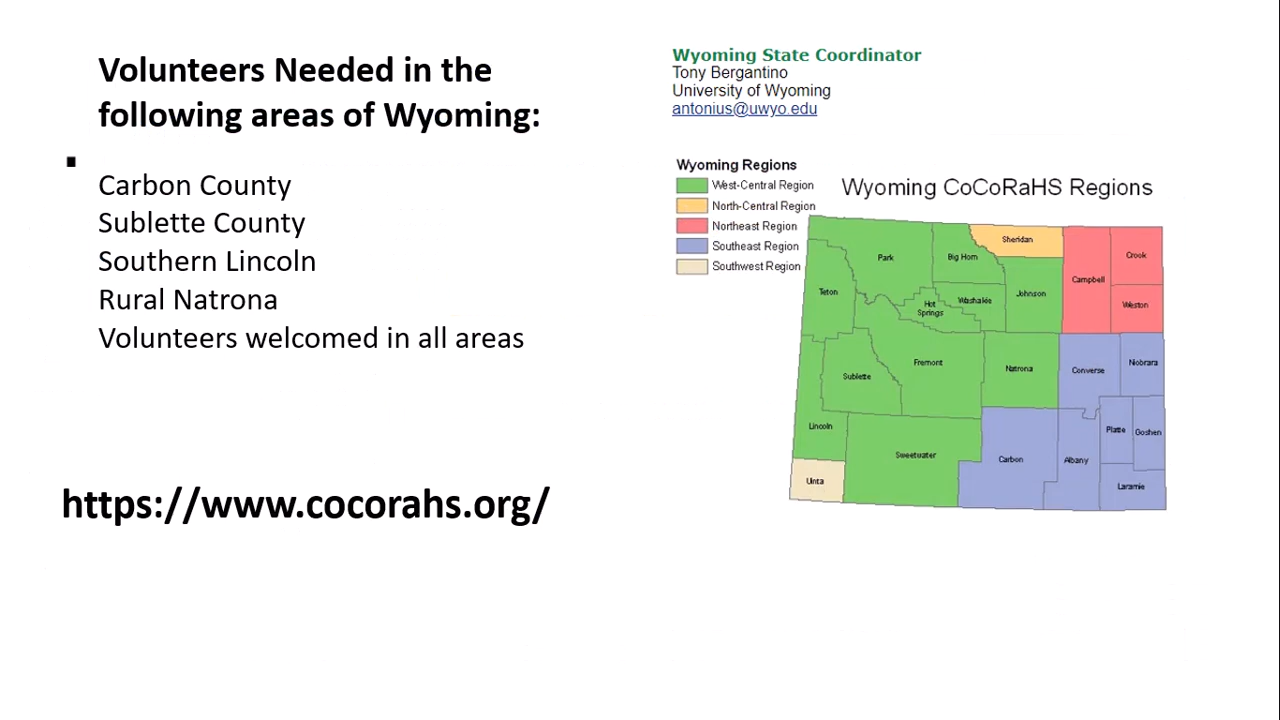 Volunteers Needed in the
following areas of Wyoming:
Carbon County
Sublette County
Southern Lincoln
Rural Natrona
Volunteers welcomed in all areas
https://www.cocorahs.org/
Wyoming State Coordinator
Tony Bergantino
University of Wyoming
antonius@uwyo.edu
Wyoming Regions
West-Central Region
North-Central Region
Northeast Region
Southeast Region
Southwest Region
Wyoming CoCoRaHS Regions
Sheridan
Crook
Park
Big Horn
Campbell
Teton
Hot
Springs
Washakie
Johnson
Weston
Sublette
Fremont
Natrona
Converse
Niobrara
Lincoln
Sweetwater
Carbon
Albany
Platte
Goshen
Uinta
Laramie